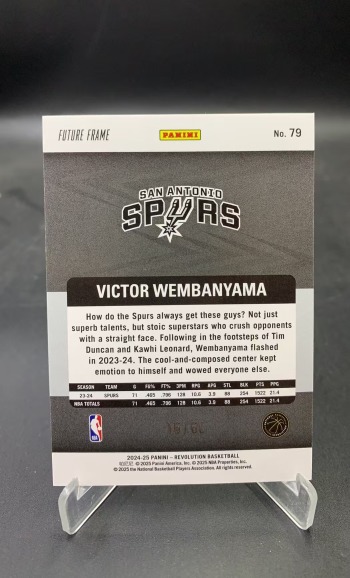 FUTURE FRAME PANINI No. 79
SAN ANTONIO
SPURS
VICTOR WEMBANYAMA
How do the Spurs always get these guys? Not just
superb talents, but stoic superstars who crush opponents
with a straight face. Following in the footsteps of Tim
Duncan and Kawhi Leonard, Wembanyama flashed
in 2023-24. The cool-and-composed center kept
emotion to himself and wowed everyone else.
SEASON TEAM G FG% FT% 3PM RPG APG STL BLK PTS PTS
23-24 SPURS 71 .465 .796 128 10.6 3.9 88 254 1522 21.4
NBA TOTALS 71 .465 .796 128 10.6 3.9 88 254 1522 21.4
NBA
2024-25 PANINI – REVOLUTION BASKETBALL
© 2025 Panini America, Inc. © 2025 NBA Properties, Inc.
© 2025 the National Basketball Players Association. All rights reserved.